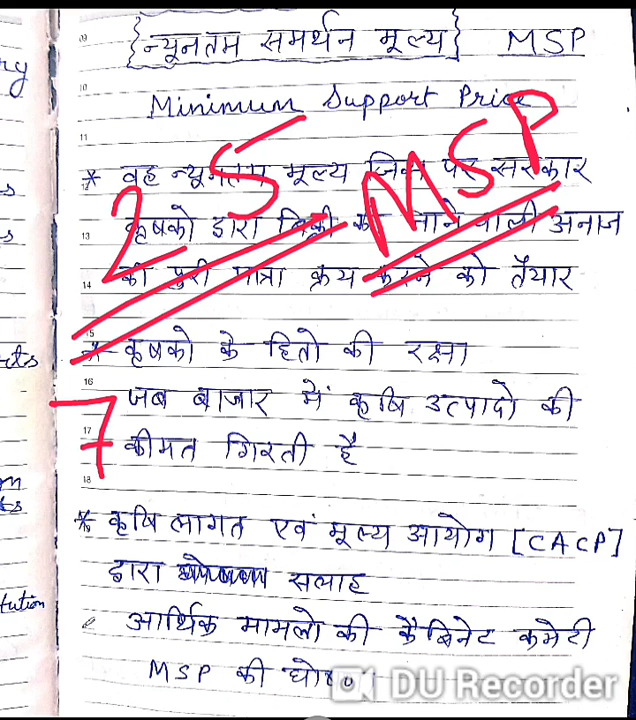 {न्यूनतम समर्थन मूल्य} MSP
Minimum Support Price
* वह न्यूनतम मूल्य जिस पर सरकार
कृषको द्वारा बिक्री की जाने वाली अनाज
की पुरी मात्रा क्रय करने को तैयार
25 MSP
* कृषको के हितो की रक्षा
जब बाजार में कृषि उत्पादो की
7
कीमत गिरती है
* कृषि लागत एवं मूल्य आयोग [CACP]
द्वारा सलाह
आर्थिक मामलो की कैबिनेट कमेटी
MSP की
DU Recorder